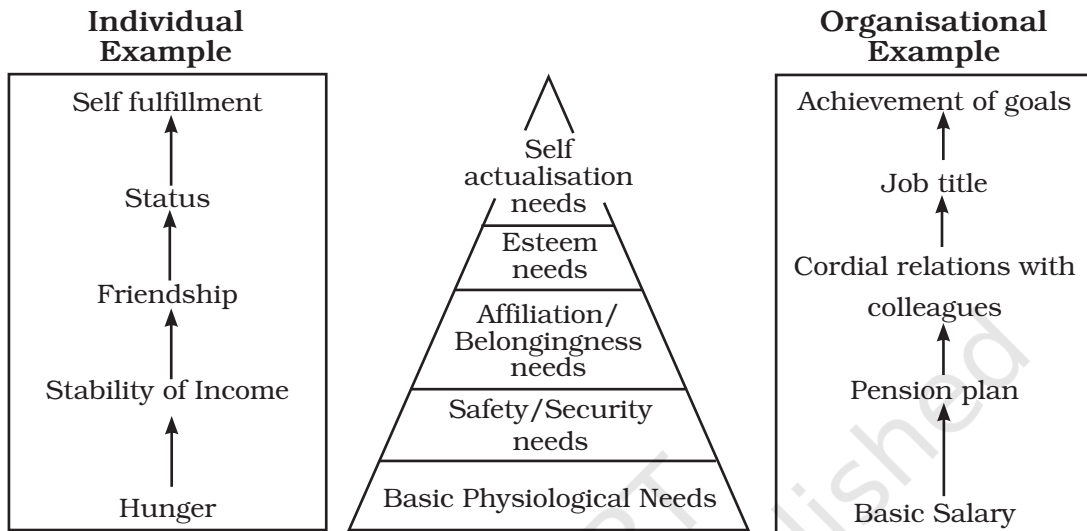 Individual
Example
Self fulfillment
Status
Friendship
Stability of Income
Hunger
Self
actualisation
needs
Esteem
needs
Affiliation/
Belongingness
needs
Safety/Security
needs
Basic Physiological Needs
Organisational
Example
Achievement of goals
Job title
Cordial relations with
colleagues
Pension plan
Basic Salary